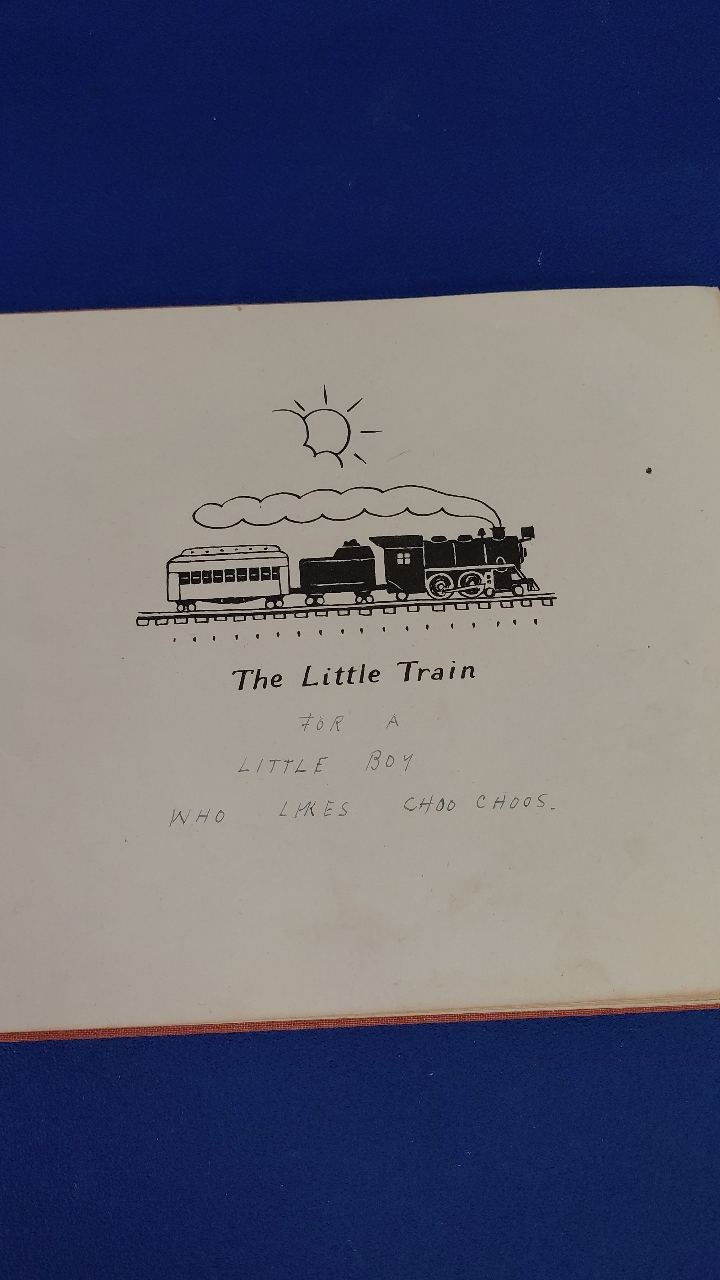 The Little Train
FOR A
LITTLE BOY
WHO LIKES CHOO CHOOS.